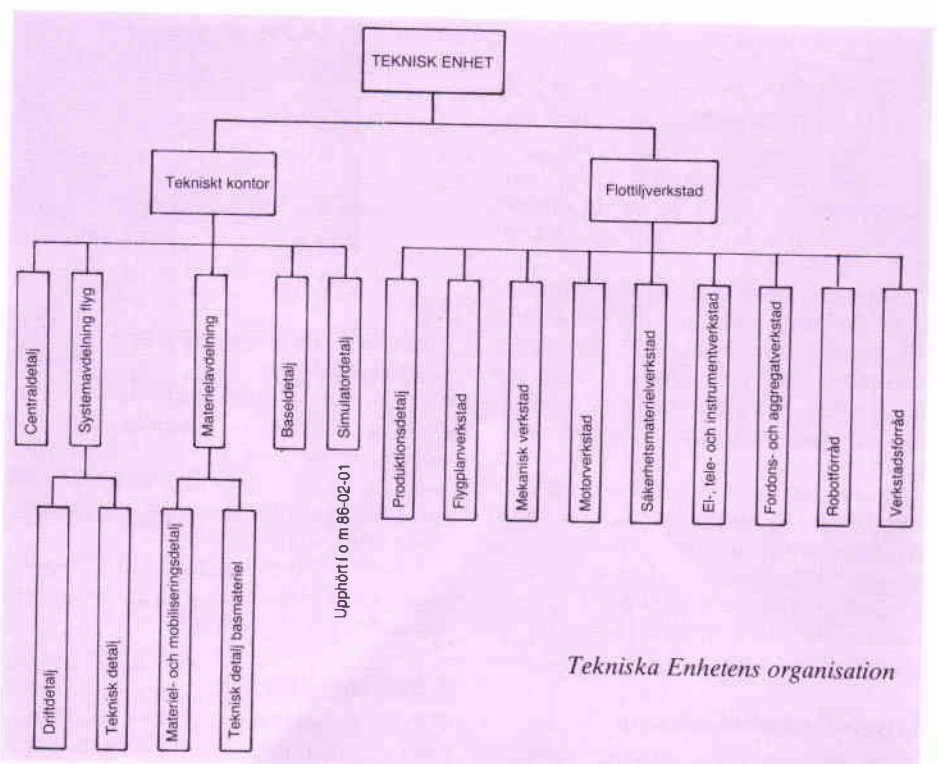 TEKNISK ENHET
Tekniskt kontor
Flottiljverkstad
Centraldetalj
Systemavdelning flyg
Materielavdelning
Baseldetalj
Simulatordetalj
Produktionsdetalj
Flygplanverkstad
Mekanisk verkstad
Motorverkstad
Säkerhetsmaterielverkstad
El-, tele- och instrumentverkstad
Fordons- och aggregatverkstad
Robotförråd
Verkstadsförråd
Driftdetalj
Teknisk detalj
Materiel- och mobiliseringsdetalj
Teknisk detalj basmateriel
Upphört f o m 86-02-01
Tekniska Enhetens organisation